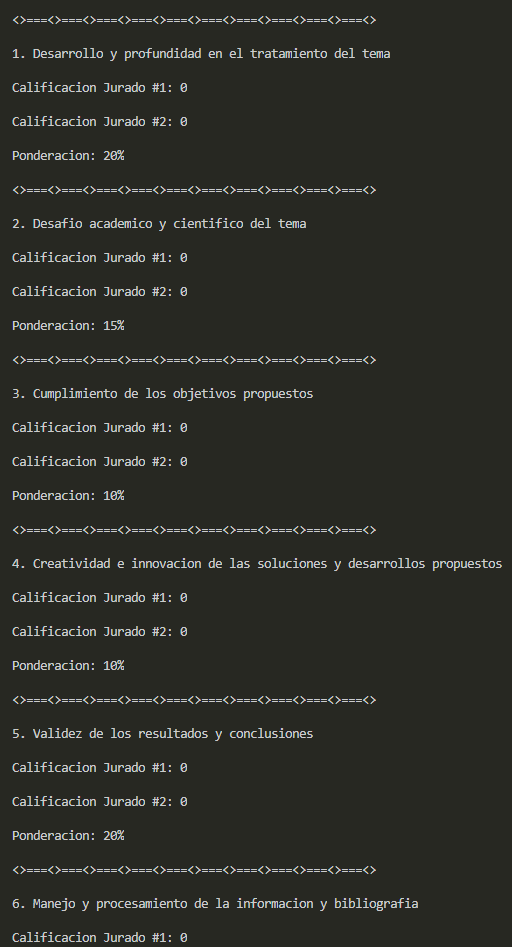 <>===<>===<>===<>===<>===<>===<>===<>===<>===<>===<>
1. Desarrollo y profundidad en el tratamiento del tema
Calificacion Jurado #1: 0
Calificacion Jurado #2: 0
Ponderacion: 20%
<>===<>===<>===<>===<>===<>===<>===<>===<>===<>===<>
2. Desafio academico y cientifico del tema
Calificacion Jurado #1: 0
Calificacion Jurado #2: 0
Ponderacion: 15%
<>===<>===<>===<>===<>===<>===<>===<>===<>===<>===<>
3. Cumplimiento de los objetivos propuestos
Calificacion Jurado #1: 0
Calificacion Jurado #2: 0
Ponderacion: 10%
<>===<>===<>===<>===<>===<>===<>===<>===<>===<>===<>
4. Creatividad e innovacion de las soluciones y desarrollos propuestos
Calificacion Jurado #1: 0
Calificacion Jurado #2: 0
Ponderacion: 10%
<>===<>===<>===<>===<>===<>===<>===<>===<>===<>===<>
5. Validez de los resultados y conclusiones
Calificacion Jurado #1: 0
Calificacion Jurado #2: 0
Ponderacion: 20%
<>===<>===<>===<>===<>===<>===<>===<>===<>===<>===<>
6. Manejo y procesamiento de la informacion y bibliografia
Calificacion Jurado #1: 0